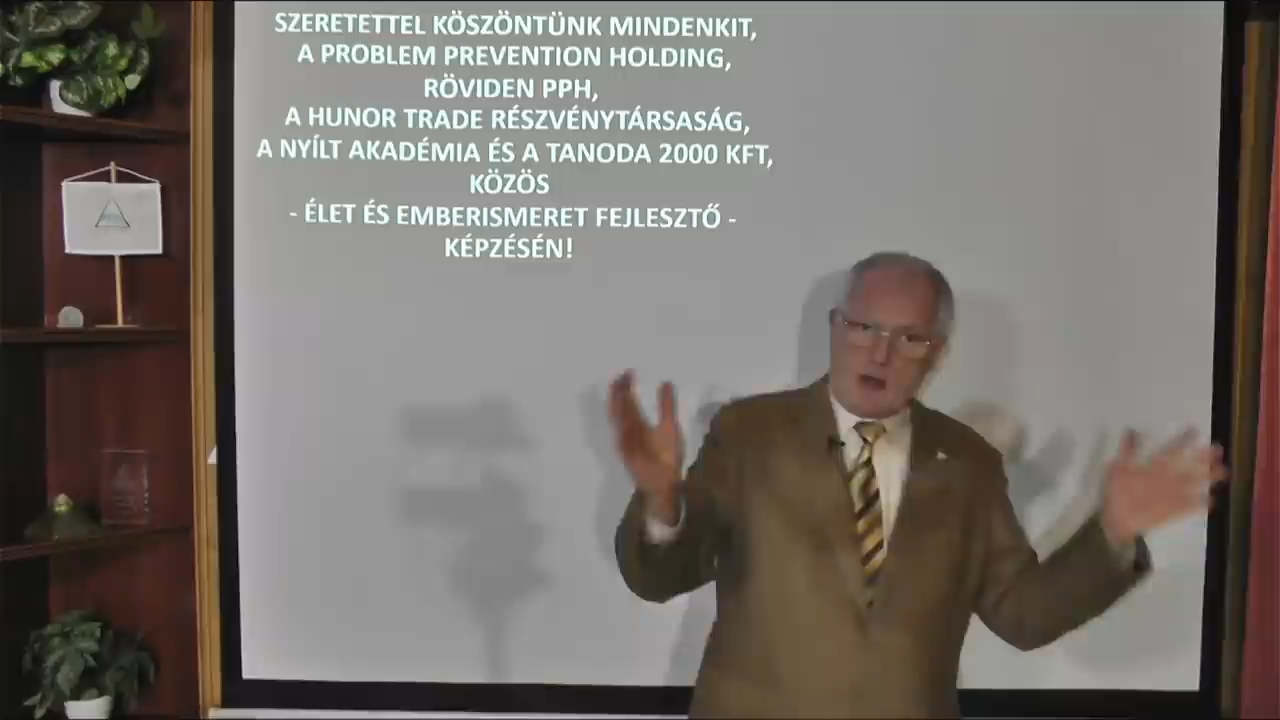 SZERETETTEL KÖSZÖNTÜNK MINDENKIT,
A PROBLEM PREVENTION HOLDING,
RÖVIDEN PPH,
A HUNOR TRADE RÉSZVÉNYTÁRSASÁG,
A NYÍLT AKADÉMIA ÉS A TANODA 2000 KFT,
KÖZÖS
- ÉLET ÉS EMBERISMERET FEJLESZTŐ -
KÉPZÉSÉN!